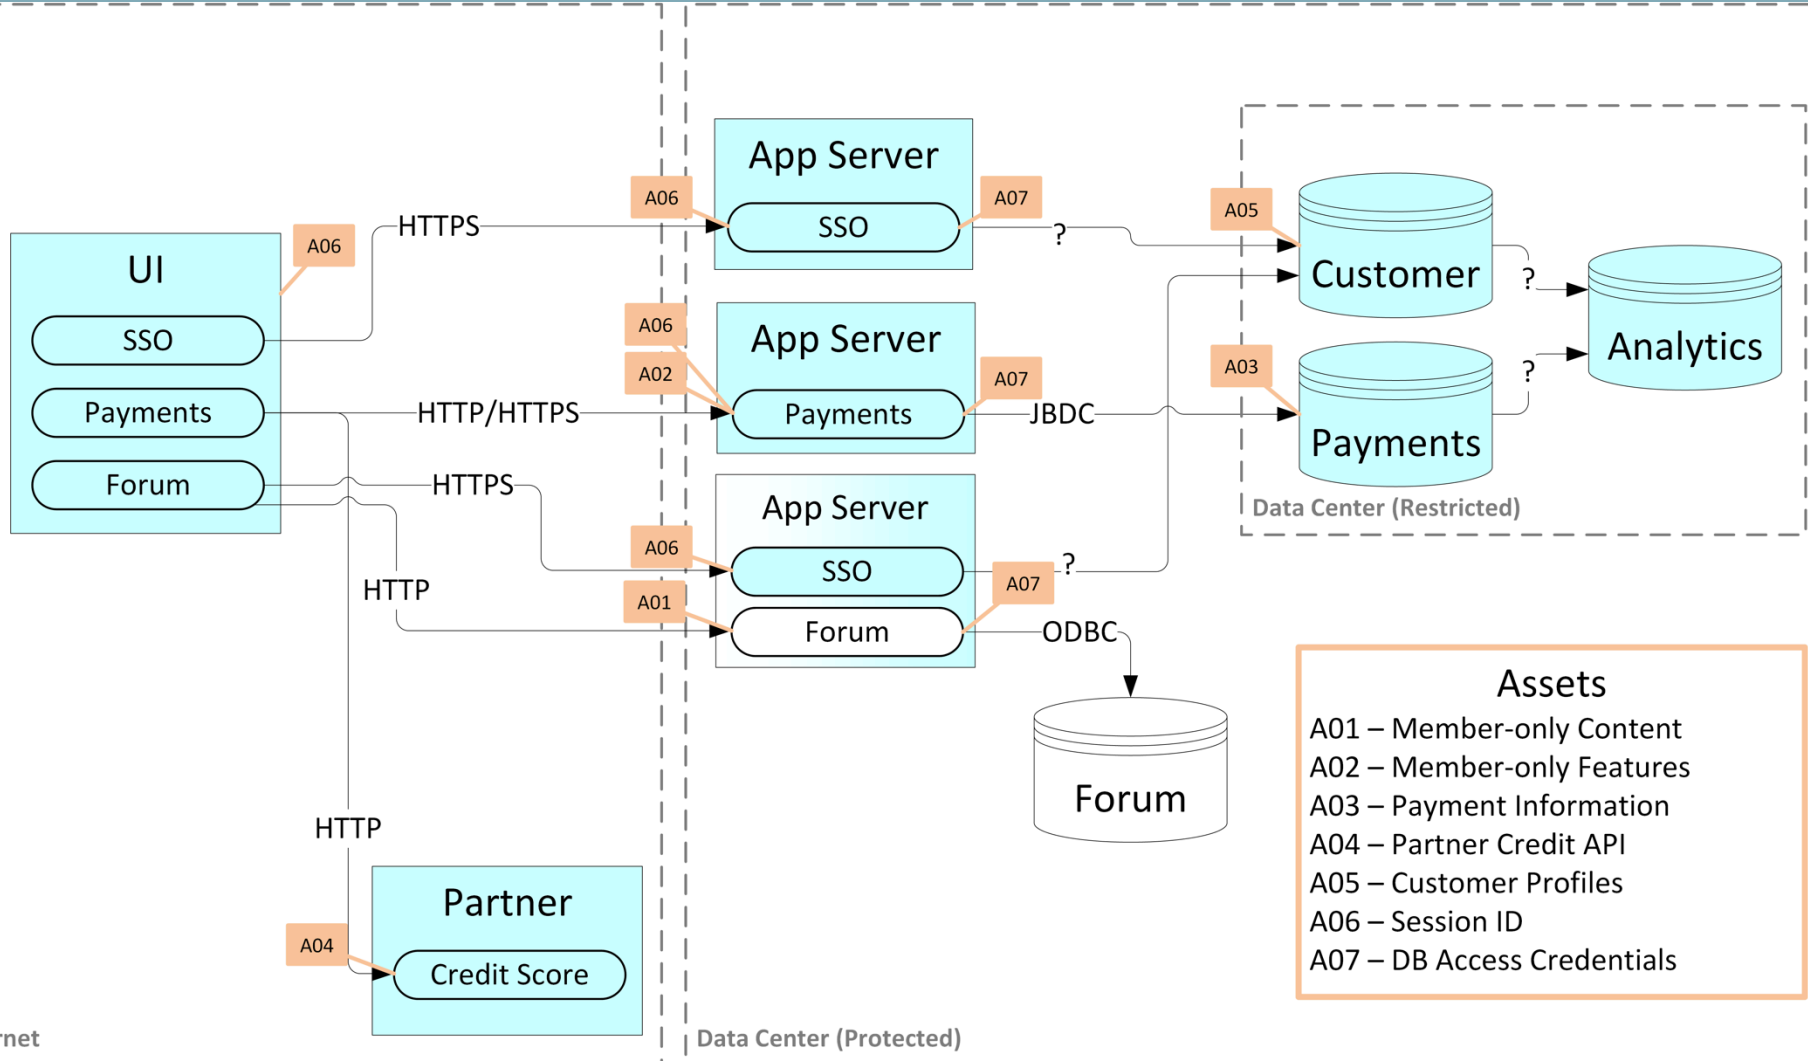 UI
A06
SSO
Payments
Forum
HTTPS
HTTP/HTTPS
HTTPS
HTTP
HTTP
Partner
A04
Credit Score
rnet
App Server
A06
SSO
A07
?
App Server
A06
A02
Payments
A07
JBDC
App Server
A06
SSO
?
A01
Forum
A07
ODBC
Forum
A05
Customer
?
A03
Payments
?
Analytics
Data Center (Restricted)
Data Center (Protected)
Assets
A01 – Member-only Content
A02 – Member-only Features
A03 – Payment Information
A04 – Partner Credit API
A05 – Customer Profiles
A06 – Session ID
A07 – DB Access Credentials